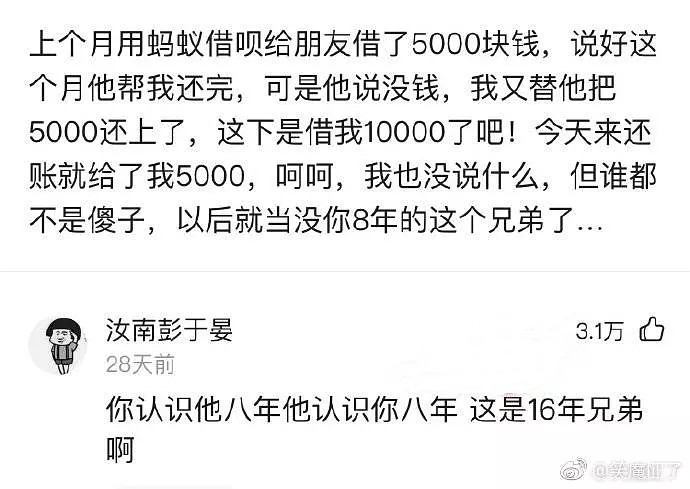 上个月用蚂蚁借呗给朋友借了5000块钱，说好这
个月他帮我还完，可是他说没钱，我又替他把
5000还上了，这下是借我10000了吧！今天来还
账就给了我5000，呵呵，我也没说什么，但谁都
不是傻子，以后就当没你8年的这个兄弟了...
汝南彭于晏
3.1万
28天前
你认识他八年他认识你八年 这是16年兄弟
啊
@笑魔怔了